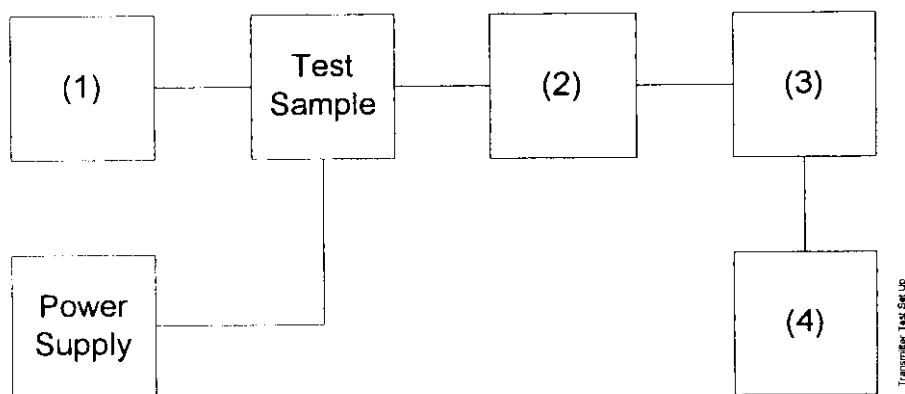 (1)
Test
Sample
(2)
(3)
Power
Supply
(4)
Transmitter Test Set Up